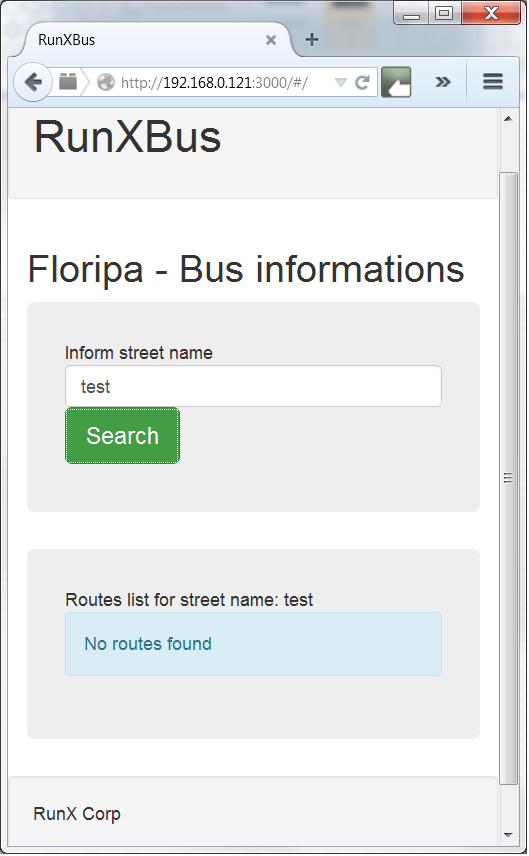 RunXBus
http://192.168.0.121:3000/#/
RunXBus
Floripa - Bus informations
Inform street name
test
Search
Routes list for street name: test
No routes found
RunX Corp